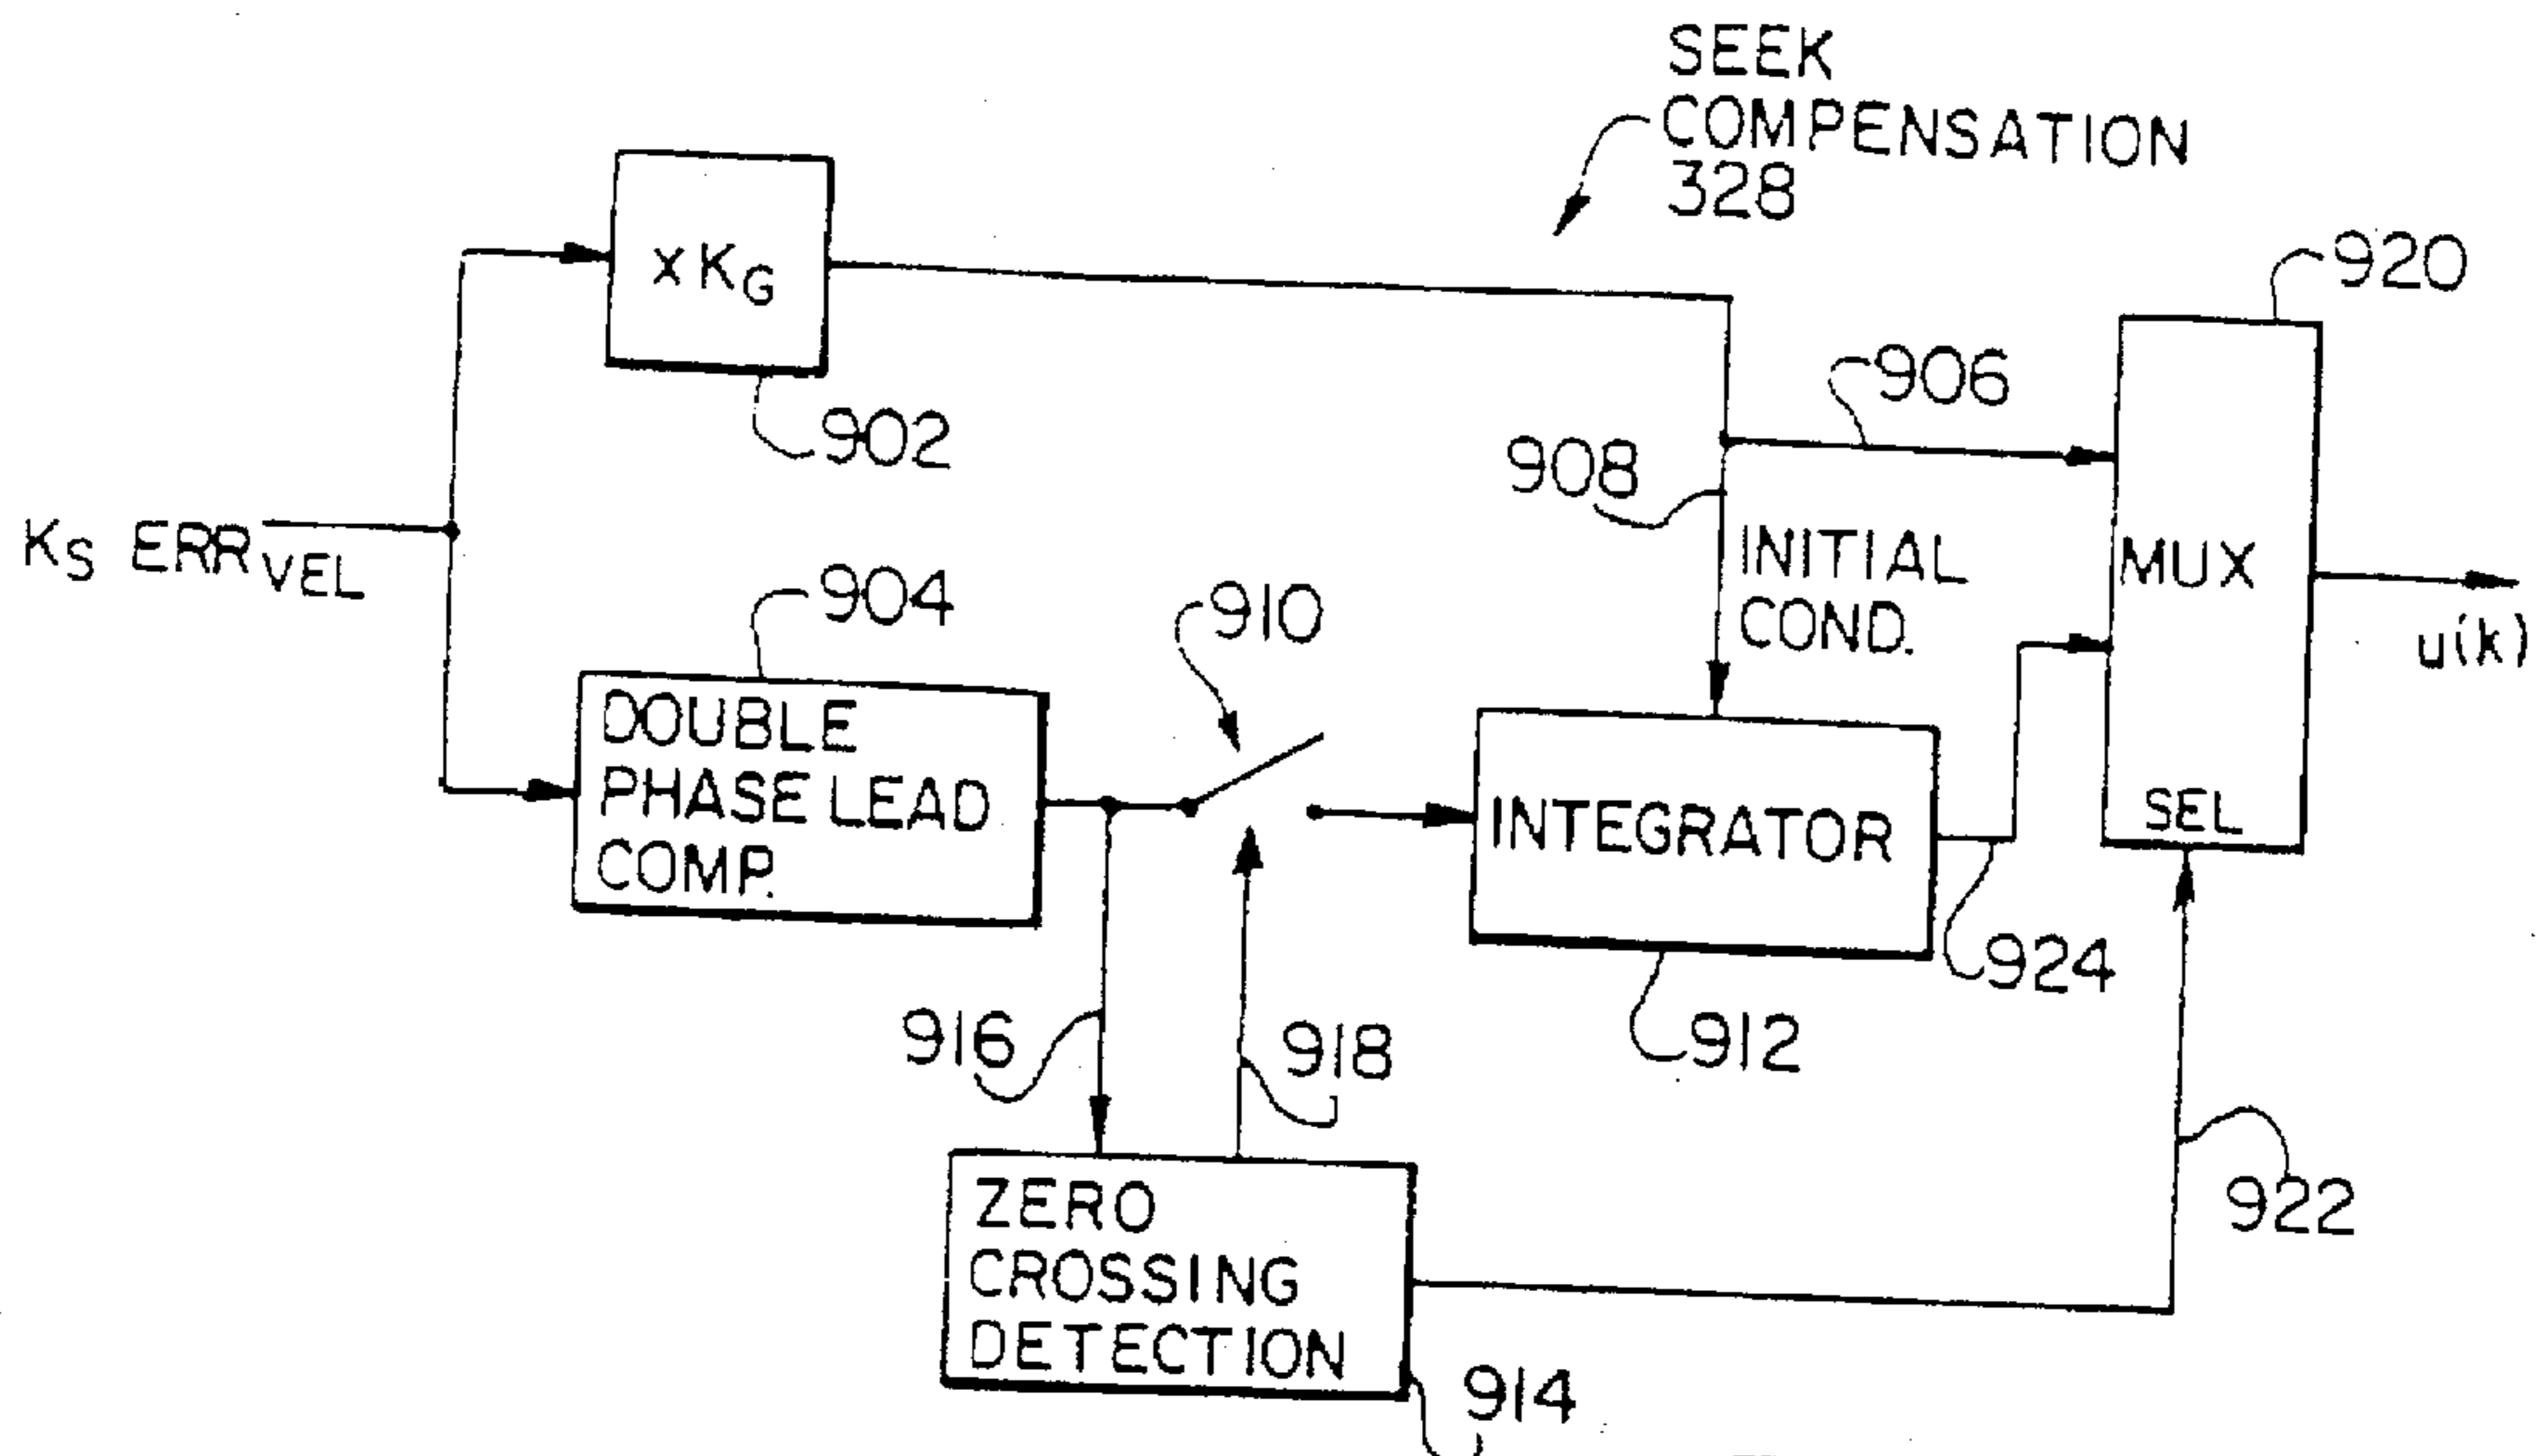 SEEK
COMPENSATION
328
920
x KG
906
902
908
KS ERRVEL
INITIAL
COND.
MUX
904
910
u(k)
DOUBLE
PHASE LEAD
COMP.
INTEGRATOR
SEL
924
916
918
912
922
ZERO
CROSSING
DETECTION
914